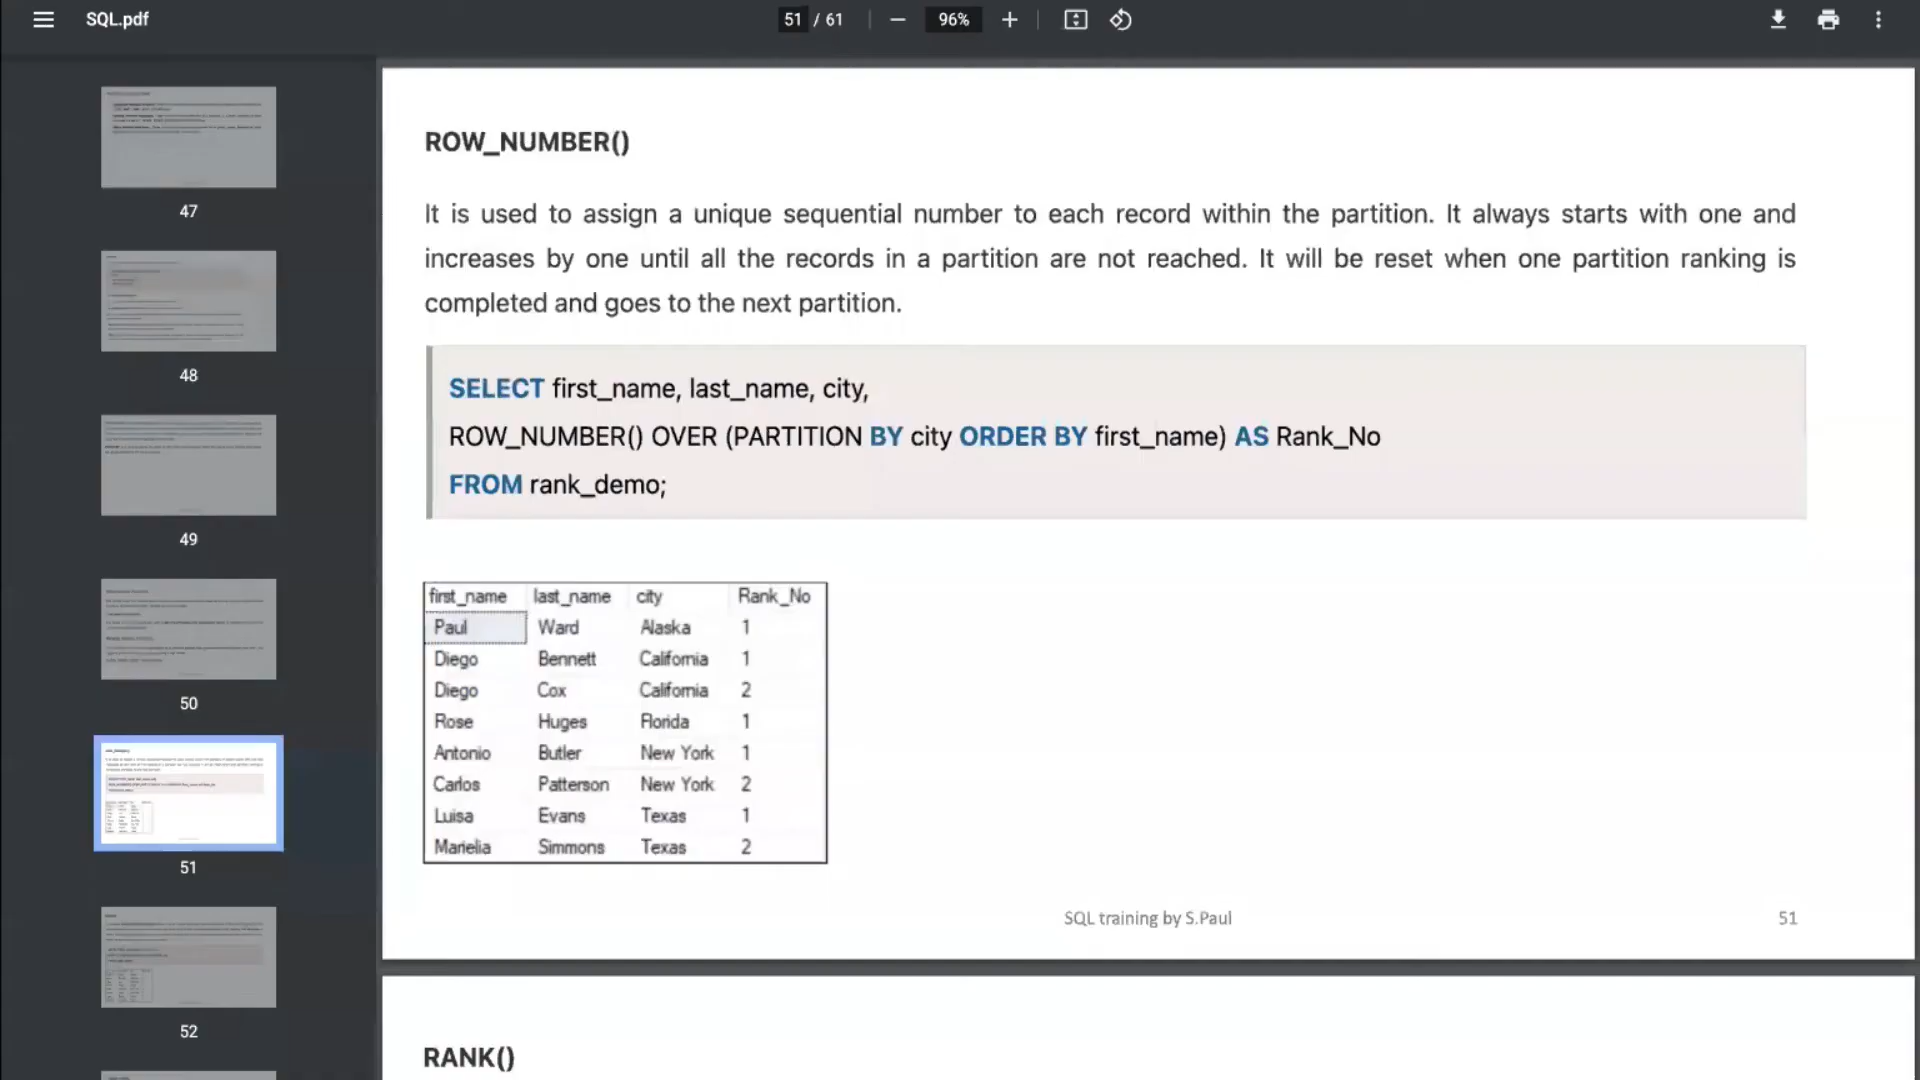 SQL.pdf
51 / 61
96%
47
48
49
50
51
52
ROW_NUMBER()
It is used to assign a unique sequential number to each record within the partition. It always starts with one and
increases by one until all the records in a partition are not reached. It will be reset when one partition ranking is
completed and goes to the next partition.
SELECT first_name, last_name, city,
ROW_NUMBER() OVER (PARTITION BY city ORDER BY first_name) AS Rank_No
FROM rank_demo;
first_name last_name city Rank_No
Paul Ward Alaska 1
Diego Bennett California 1
Diego Cox California 2
Rose Huges Florida 1
Antonio Butler New York 1
Carlos Patterson New York 2
Luisa Evans Texas 1
Marielia Simmons Texas 2
SQL training by S.Paul 51
RANK()